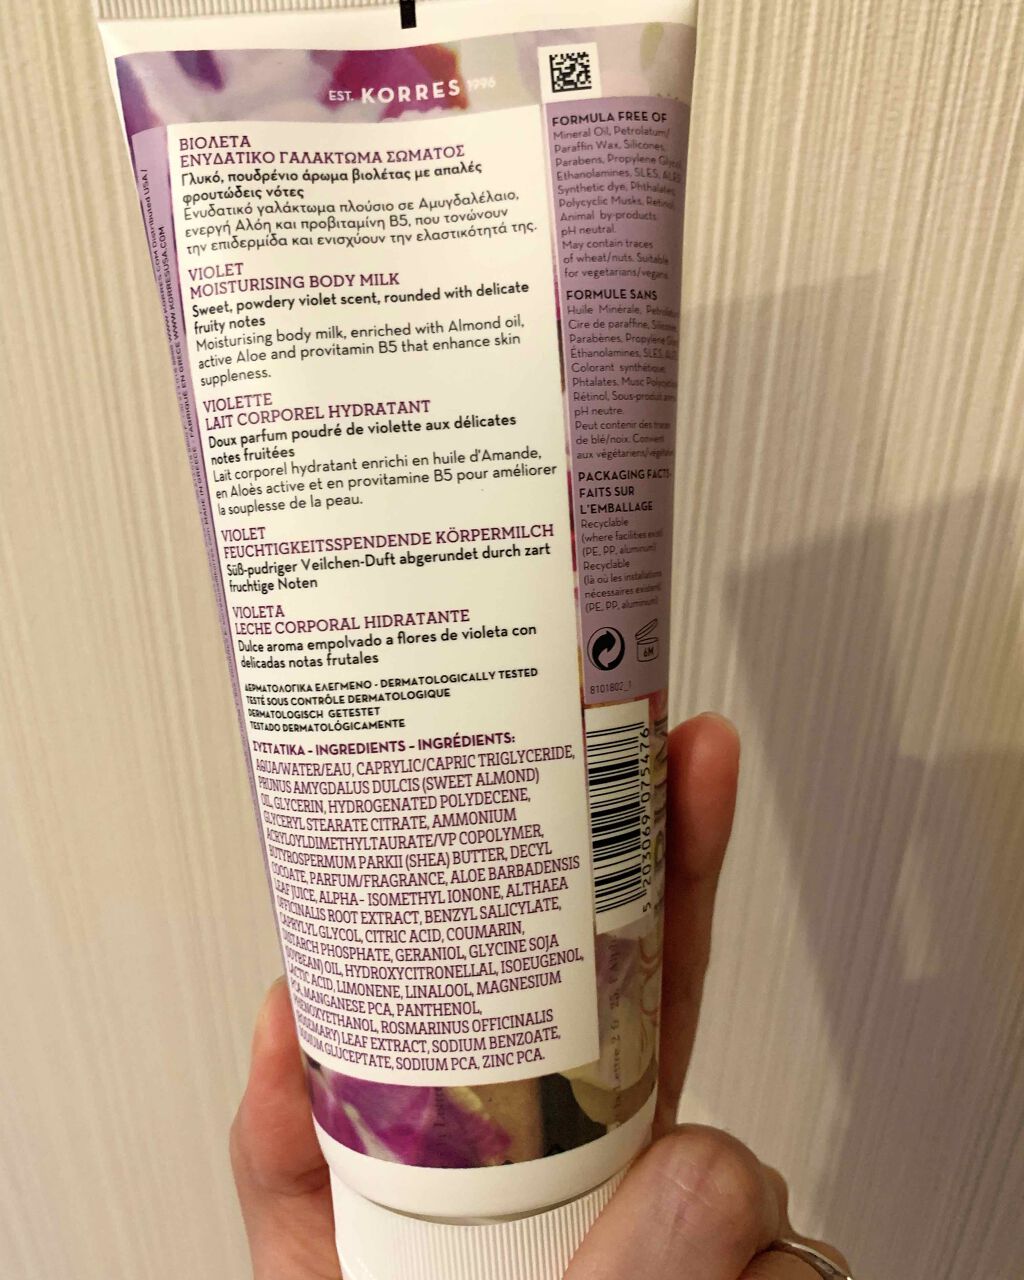 EST. KORRES 1996
ΒΙΟΛΕΤΑ
ΕΝΥΔΑΤΙΚΟ ΓΑΛΑΚΤΩΜΑ ΣΩΜΑΤΟΣ
Γλυκό, πουδρένιο άρωμα βιολέτας με απαλές
φρουτώδεις νότες
Ενυδατικό γαλάκτωμα πλούσιο σε Αμυγδαλέλαιο,
ενεργή Αλόη και προβιταμίνη Β5, που τονώνουν
την επιδερμίδα και ενισχύουν την ελαστικότητά της.
VIOLET
MOISTURISING BODY MILK
Sweet, powdery violet scent, rounded with delicate
fruity notes
Moisturising body milk, enriched with Almond oil,
active Aloe and provitamin B5 that enhance skin
suppleness.
VIOLETTE
LAIT CORPOREL HYDRATANT
Doux parfum poudré de violette aux délicates
notes fruitées
Lait corporel hydratant enrichi en huile d'Amande,
en Aloès active et en provitamine B5 pour améliorer
la souplesse de la peau.
VIOLET
FEUCHTIGKEITSSPENDENDE KÖRPERMILCH
Süß-pudriger Veilchen-Duft abgerundet durch zart
fruchtige Noten
VIOLETA
LECHE CORPORAL HIDRATANTE
Dulce aroma empolvado a flores de violeta con
delicadas notas frutales
ΔΕΡΜΑΤΟΛΟΓΙΚΑ ΕΛΕΓΜΕΝΟ - DERMATOLOGICALLY TESTED
TESTÉ SOUS CONTRÔLE DERMATOLOGIQUE
DERMATOLOGISCH GETESTET
TESTADO DERMATOLÓGICAMENTE
ΣΥΣΤΑΤΙΚΑ - INGREDIENTS - INGRÉDIENTS:
AQUA/WATER/EAU, CAPRYLIC/CAPRIC TRIGLYCERIDE,
PRUNUS AMYGDALUS DULCIS (SWEET ALMOND)
OIL, GLYCERIN, HYDROGENATED POLYDECENE,
GLYCERYL STEARATE CITRATE, AMMONIUM
ACRYLOYLDIMETHYLTAURATE/VP COPOLYMER,
BUTYROSPERMUM PARKII (SHEA) BUTTER, DECYL
COCOATE, PARFUM/FRAGRANCE, ALOE BARBADENSIS
LEAF JUICE, ALPHA- ISOMETHYL IONONE, ALTHAEA
OFFICINALIS ROOT EXTRACT, BENZYL SALICYLATE,
CAPRYLYL GLYCOL, CITRIC ACID, COUMARIN,
DISTARCH PHOSPHATE, GERANIOL, GLYCINE SOJA
(SOYBEAN) OIL, HYDROXYCITRONELLAL, ISOEUGENOL,
LACTIC ACID, LIMONENE, LINALOOL, MAGNESIUM
PCA, MANGANESE PCA, PANTHENOL,
PHENOXYETHANOL, ROSMARINUS OFFICINALIS
(ROSEMARY) LEAF EXTRACT, SODIUM BENZOATE,
SODIUM GLUCEPTATE, SODIUM PCA, ZINC PCA.
FORMULA FREE OF
Mineral Oil, Petrolatum/
Paraffin Wax, Silicones,
Parabens, Propylene Glycol,
Ethanolamines, SLES,
Synthetic dye, Phthalates,
Polycyclic Musks, Retinol,
Animal by-products.
pH neutral.
May contain traces
of wheat/nuts. Suitable
for vegetarians/vegans.
FORMULE SANS
Huile Minérale,
Cire de paraffine,
Parabènes, Propylène
Éthanolamines, SLES,
Colorant synthétique,
Phtalates, Musc
Rétinol, Sous-produit
pH neutre.
Peut contenir des
de blé/noix. Convient
aux végétariens/
PACKAGING FACTS-
FAITS SUR
L'EMBALLAGE
Recyclable
(where facilities exist)
(PE, PP, aluminum)
Recyclable
(là où les installations
nécessaires existent)
(PE, PP, aluminium)
6M
8101802_1
5 203069 075476